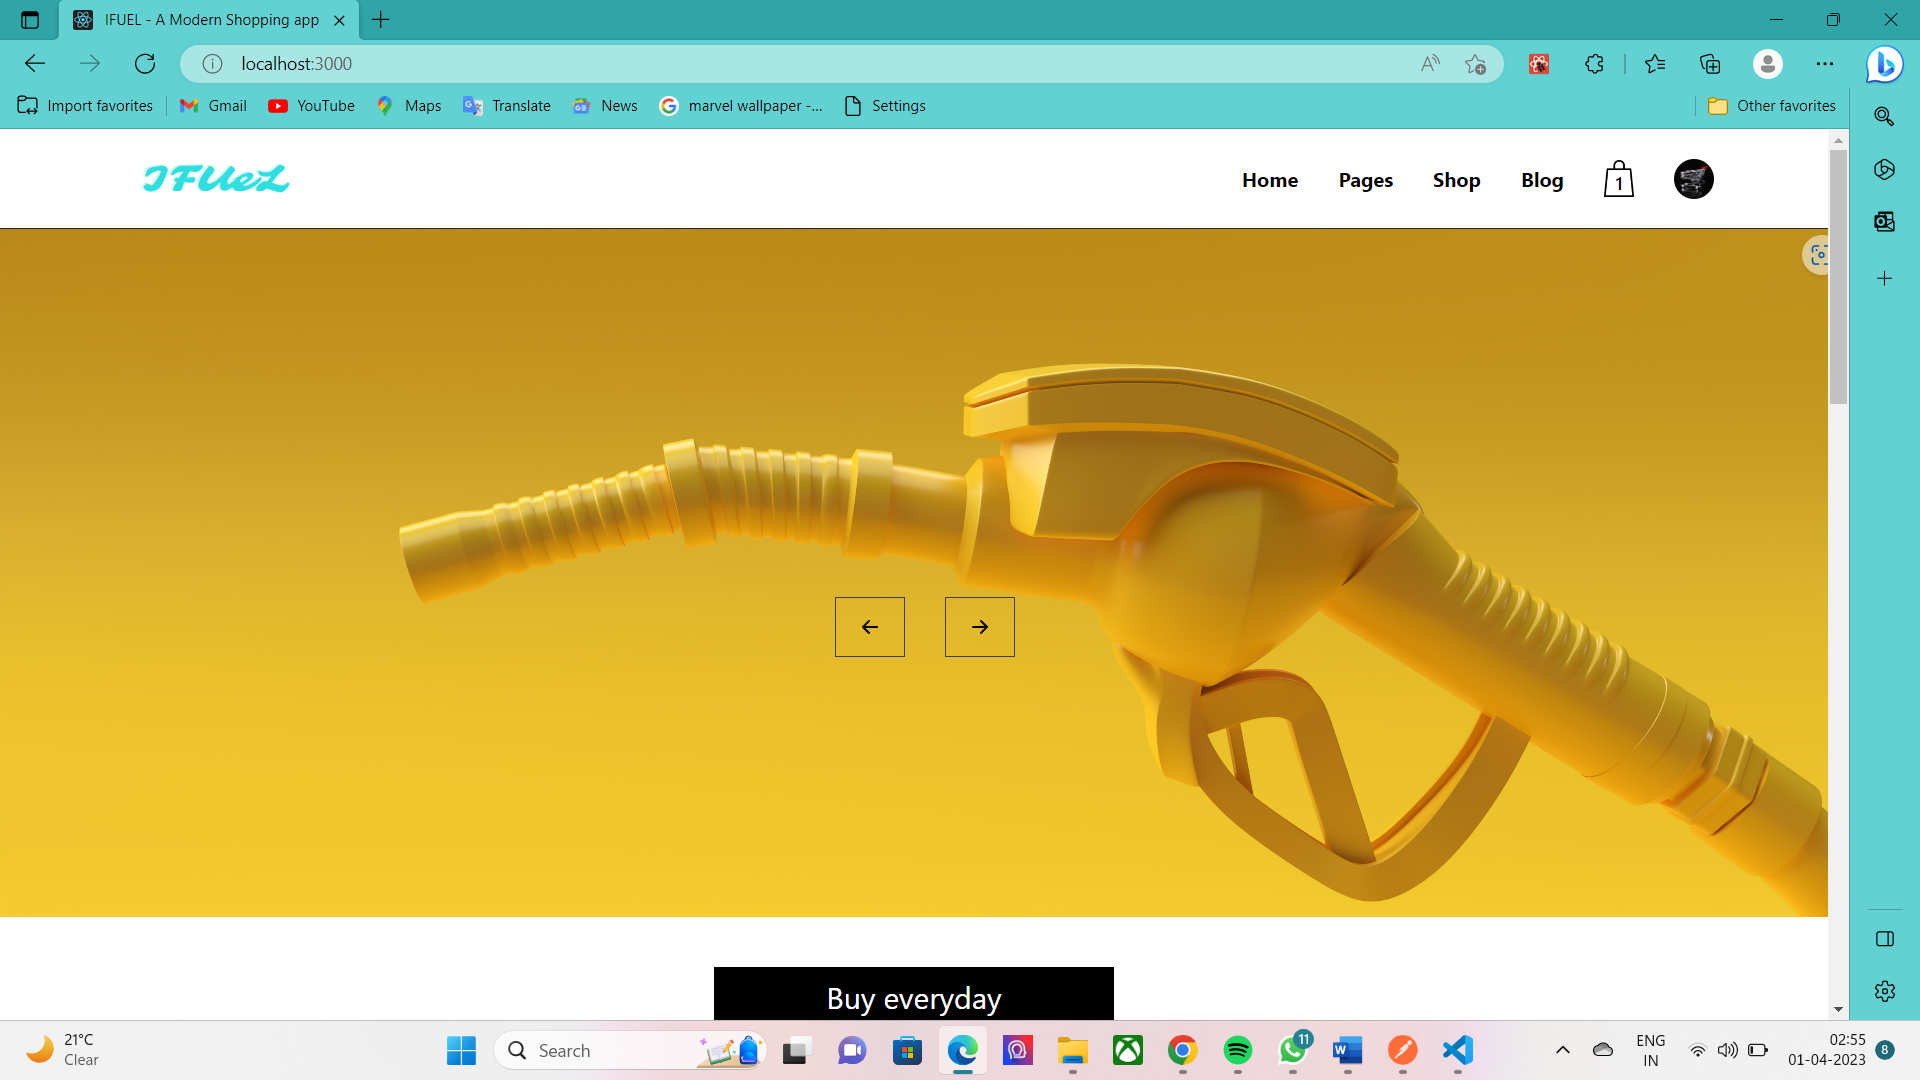 IFUEL - A Modern Shopping app
localhost:3000
Import favorites
Gmail
YouTube
Maps
Translate
News
marvel wallpaper -...
Settings
Other favorites
IFUeL
Home
Pages
Shop
Blog
1
Buy everyday
21°C
Clear
Search
11
ENG
IN
02:55
01-04-2023
8